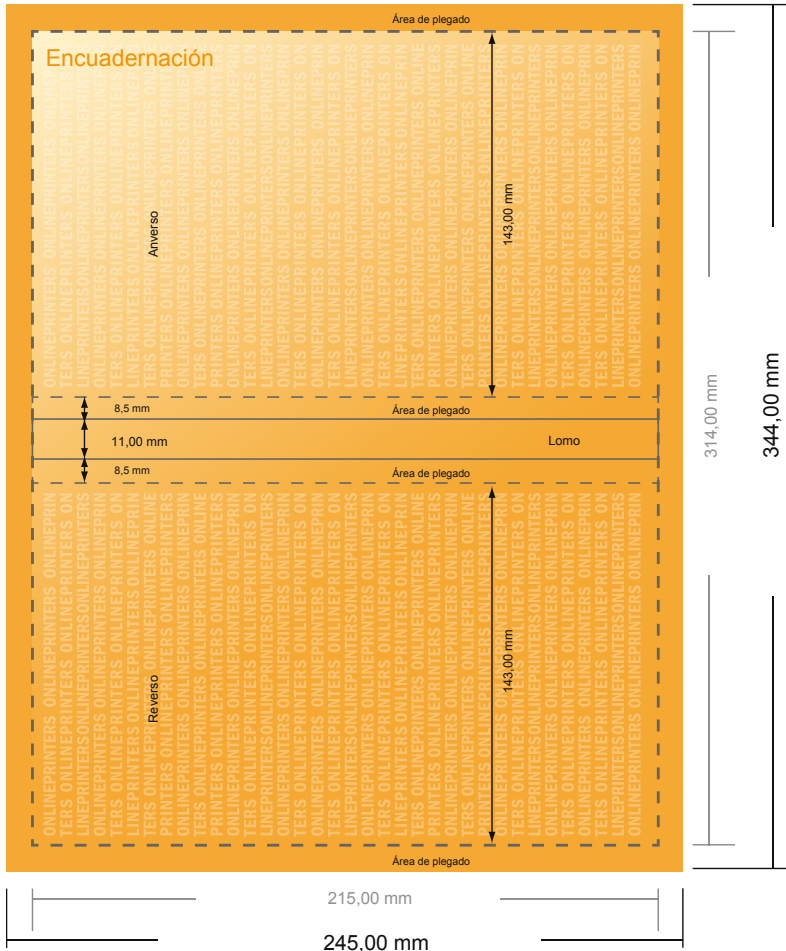 Área de plegado
Encuadernación
Anverso
143,00 mm
8,5 mm
Área de plegado
11,00 mm
Lomo
8,5 mm
Área de plegado
Reverso
143,00 mm
Área de plegado
314,00 mm
344,00 mm
215,00 mm
245,00 mm